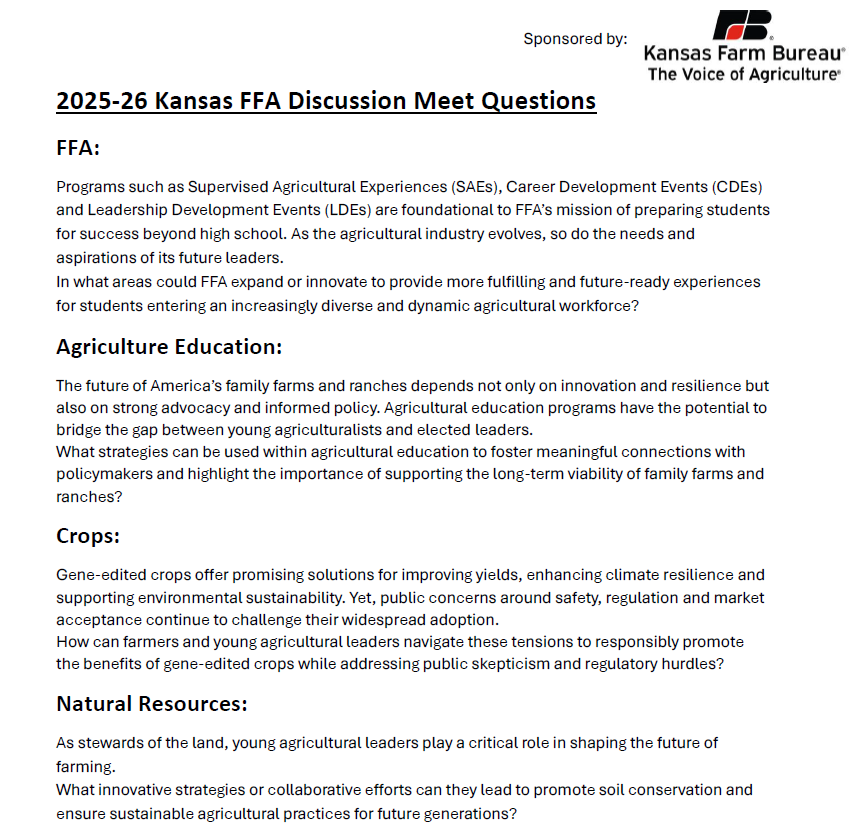 Sponsored by:
FB®
Kansas Farm Bureau®
The Voice of Agriculture®
2025-26 Kansas FFA Discussion Meet Questions
FFA:
Programs such as Supervised Agricultural Experiences (SAEs), Career Development Events (CDEs)
and Leadership Development Events (LDEs) are foundational to FFA’s mission of preparing students
for success beyond high school. As the agricultural industry evolves, so do the needs and
aspirations of its future leaders.
In what areas could FFA expand or innovate to provide more fulfilling and future-ready experiences
for students entering an increasingly diverse and dynamic agricultural workforce?
Agriculture Education:
The future of America’s family farms and ranches depends not only on innovation and resilience but
also on strong advocacy and informed policy. Agricultural education programs have the potential to
bridge the gap between young agriculturalists and elected leaders.
What strategies can be used within agricultural education to foster meaningful connections with
policymakers and highlight the importance of supporting the long-term viability of family farms and
ranches?
Crops:
Gene-edited crops offer promising solutions for improving yields, enhancing climate resilience and
supporting environmental sustainability. Yet, public concerns around safety, regulation and market
acceptance continue to challenge their widespread adoption.
How can farmers and young agricultural leaders navigate these tensions to responsibly promote
the benefits of gene-edited crops while addressing public skepticism and regulatory hurdles?
Natural Resources:
As stewards of the land, young agricultural leaders play a critical role in shaping the future of
farming.
What innovative strategies or collaborative efforts can they lead to promote soil conservation and
ensure sustainable agricultural practices for future generations?